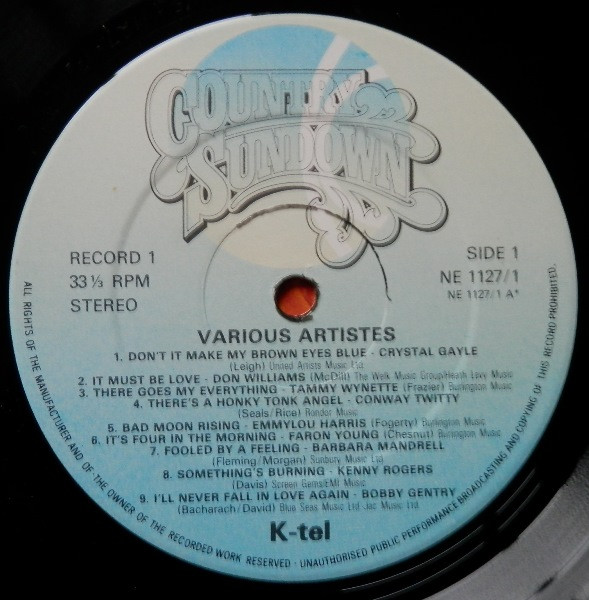 COUNTRY
SUNDOWN
RECORD 1
33⅓ RPM
STEREO
SIDE 1
NE 1127/1
NE 1127/1 A*
VARIOUS ARTISTES
1. DON'T IT MAKE MY BROWN EYES BLUE - CRYSTAL GAYLE
(Leigh) United Artists Music Ltd
2. IT MUST BE LOVE - DON WILLIAMS (McDill) The Welk Music Group/Heath Levy Music
3. THERE GOES MY EVERYTHING - TAMMY WYNETTE (Frazier) Burlington Music
4. THERE'S A HONKY TONK ANGEL - CONWAY TWITTY
(Seals/Rice) Rondor Music
5. BAD MOON RISING - EMMYLOU HARRIS (Fogerty) Burlington Music
6. IT'S FOUR IN THE MORNING - FARON YOUNG (Chesnut) Burlington Music
7. FOOLED BY A FEELING - BARBARA MANDRELL
(Fleming/Morgan) Sunbury Music Ltd
8. SOMETHING'S BURNING - KENNY ROGERS
(Davis) Screen Gems/EMI Music
9. I'LL NEVER FALL IN LOVE AGAIN - BOBBY GENTRY
(Bacharach/David) Blue Seas Music Ltd Jac Music Ltd
K-tel
ALL RIGHTS OF THE MANUFACTURER AND OF THE OWNER OF THE RECORDED WORK RESERVED · UNAUTHORISED PUBLIC PERFORMANCE BROADCASTING AND COPYING OF THIS RECORD PROHIBITED.